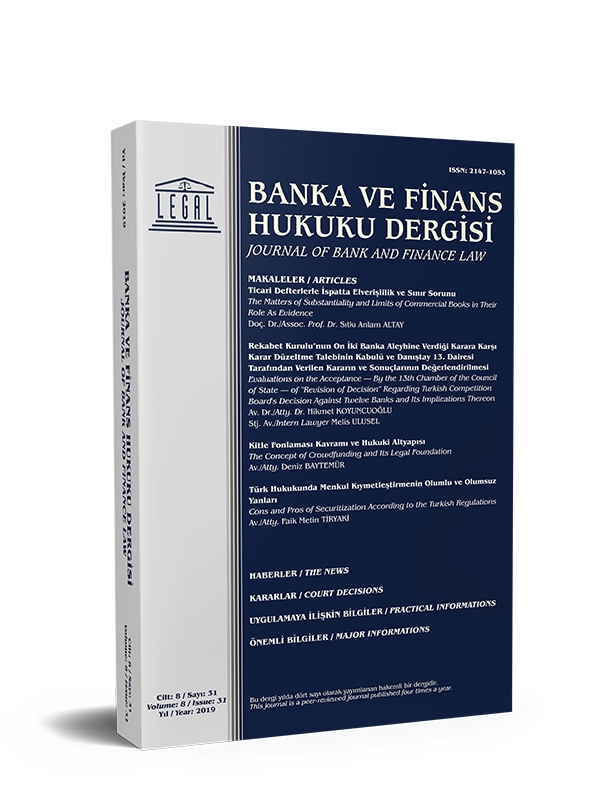 ISSN: 2147-1053
LEGAL
BANKA VE FİNANS
HUKUKU DERGİSİ
JOURNAL OF BANK AND FINANCE LAW
MAKALELER / ARTICLES
Ticari Defterlerle İspatta Elverişlilik ve Sınır Sorunu
The Matters of Substantiality and Limits of Commercial Books in Their
Role As Evidence
Doç. Dr./Assoc. Prof. Dr. Sıtkı Anlam ALTAY
Rekabet Kurulu'nun On İki Banka Aleyhine Verdiği Karara Karşı
Karar Düzeltme Talebinin Kabulü ve Danıştay 13. Dairesi
Tarafından Verilen Kararın ve Sonuçlarının Değerlendirilmesi
Evaluations on the Acceptance — By the 13th Chamber of the Council
of State — of "Revision of Decision" Regarding Turkish Competition
Board's Decision Against Twelve Banks and Its Implications Thereon
Av. Dr./Atty. Dr. Hikmet KOYUNCUOĞLU
Stj. Av./Intern Lawyer Melis ULUSEL
Kitle Fonlaması Kavramı ve Hukuki Altyapısı
The Concept of Crowdfunding and Its Legal Foundation
Av./Atty. Deniz BAYTEMÜR
Türk Hukukunda Menkul Kıymetleştirmenin Olumlu ve Olumsuz
Yanları
Cons and Pros of Securitization According to the Turkish Regulations
Av./Atty. Faik Metin TİRYAKİ
HABERLER / THE NEWS
KARARLAR / COURT DECISIONS
UYGULAMAYA İLİŞKİN BİLGİLER / PRACTICAL INFORMATIONS
ÖNEMLİ BİLGİLER / MAJOR INFORMATIONS
Cilt: 8 / Sayı: 31
Volume: 8 / Issue: 31
Yıl / Year: 2019
Bu dergi yılda dört sayı olarak yayımlanan hakemli bir dergidir.
This journal is a peer-reviewed journal published four times a year.
Yıl / Year: 2019
BANKA VE FİNANS HUKUKU DERGİSİ
JOURNAL OF BANK AND FINANCE LAW
Cilt: 8 / Sayı: 31
Volume: 8 / Issue: 31